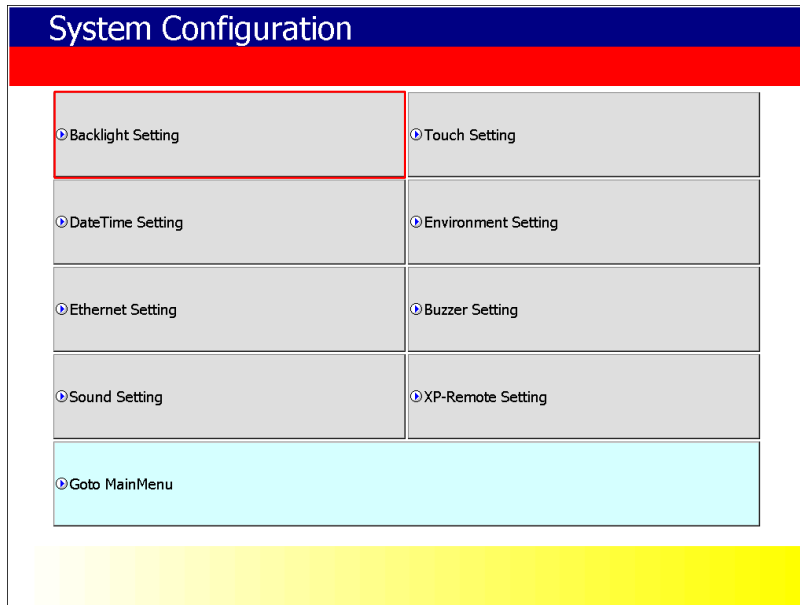 System Configuration
Backlight Setting
Touch Setting
DateTime Setting
Environment Setting
Ethernet Setting
Buzzer Setting
Sound Setting
XP-Remote Setting
Goto MainMenu